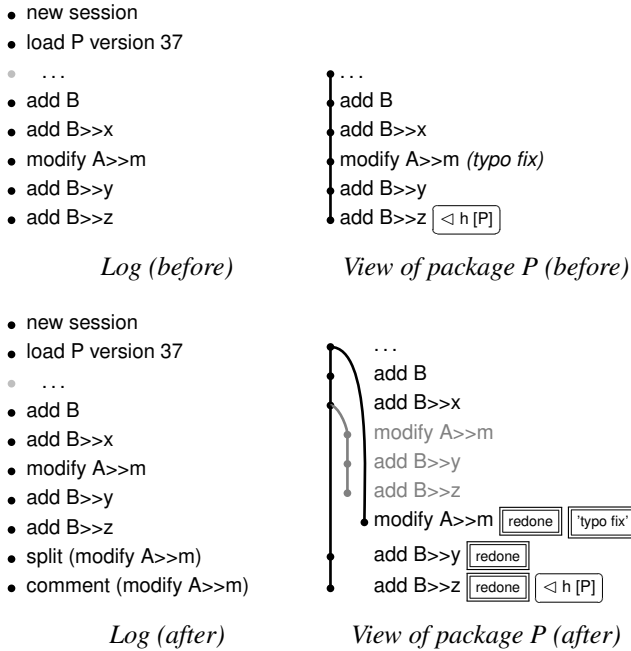 new session
load P version 37
...
add B
add B>>x
modify A>>m
add B>>y
add B>>z
Log (before)
...
add B
add B>>x
modify A>>m (typo fix)
add B>>y
add B>>z ◁ h [P]
View of package P (before)
new session
load P version 37
...
add B
add B>>x
modify A>>m
add B>>y
add B>>z
split (modify A>>m)
comment (modify A>>m)
Log (after)
...
add B
add B>>x
modify A>>m
add B>>y
add B>>z
modify A>>m redone 'typo fix'
add B>>y redone
add B>>z redone ◁ h [P]
View of package P (after)